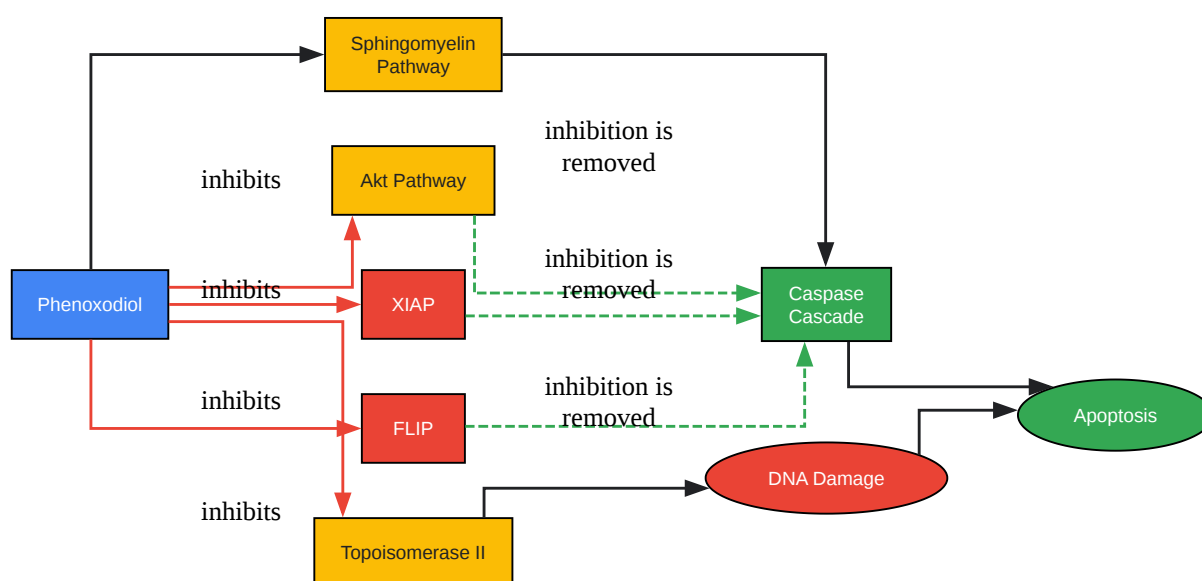 Sphingomyelin
Pathway
inhibition is
removed
inhibits
Akt Pathway
inhibition is
removed
Phenoxodiol
inhibits
XIAP
Caspase
Cascade
inhibits
FLIP
inhibition is
removed
Apoptosis
DNA Damage
inhibits
Topoisomerase II